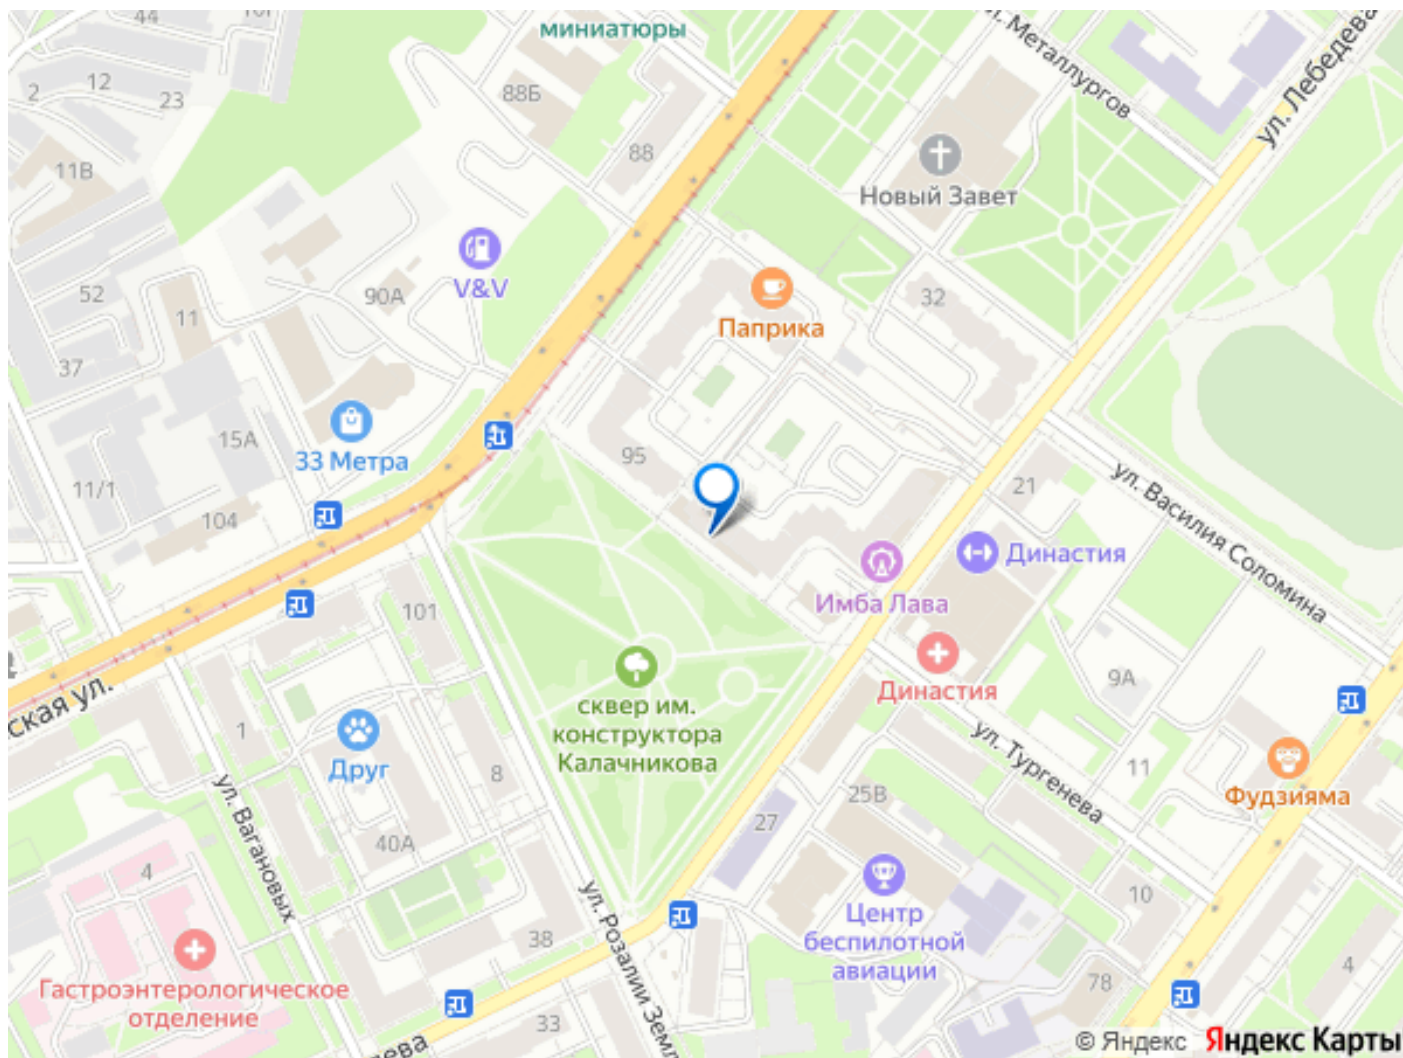 44
10Г
миниатюры
ул. Металлургов
ул. Лебедева
12
2
23
88Б
88
11В
Новый Завет
V&V
52
11
90А
32
Паприка
37
15А
33 Метра
95
11/1
104
21
ул. Василия Соломина
Династия
Имба Лава
101
Династия
9А
ская ул.
1
Друг
8
сквер им.
конструктора
Калачникова
ул. Тургенева
11
Фудзияма
25В
27
40А
4
ул. Вагановых
Центр
беспилотной
авиации
10
ул. Розалии Земл
38
Гастроэнтерологическое
отделение
33
ева
78
4
© Яндекс Яндекс Карты